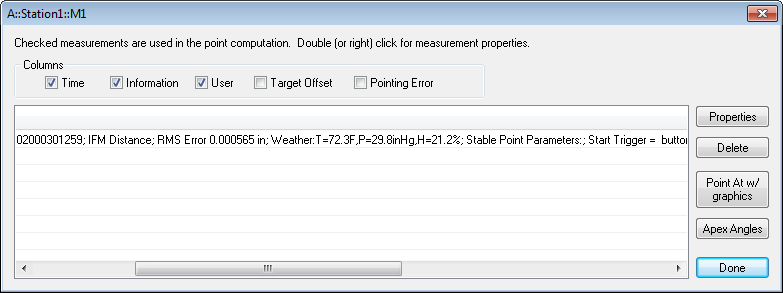 A::Station1::M1
Checked measurements are used in the point computation.  Double (or right) click for measurement properties.
Columns
Time
Information
User
Target Offset
Pointing Error
02000301259; IFM Distance; RMS Error 0.000565 in; Weather:T=72.3F,P=29.8inHg,H=21.2%; Stable Point Parameters:; Start Trigger =  button
Properties
Delete
Point At w/
graphics
Apex Angles
Done